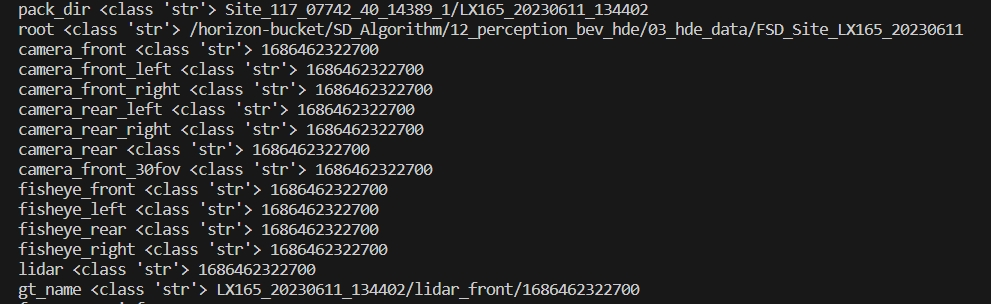 pack_dir <class 'str'> Site_117_07742_40_14389_1/LX165_20230611_134402
root <class 'str'> /horizon-bucket/SD_Algorithm/12_perception_bev_hde/03_hde_data/FSD_Site_LX165_20230611
camera_front <class 'str'> 1686462322700
camera_front_left <class 'str'> 1686462322700
camera_front_right <class 'str'> 1686462322700
camera_rear_left <class 'str'> 1686462322700
camera_rear_right <class 'str'> 1686462322700
camera_rear <class 'str'> 1686462322700
camera_front_30fov <class 'str'> 1686462322700
fisheye_front <class 'str'> 1686462322700
fisheye_left <class 'str'> 1686462322700
fisheye_rear <class 'str'> 1686462322700
fisheye_right <class 'str'> 1686462322700
lidar <class 'str'> 1686462322700
gt_name <class 'str'> LX165_20230611_134402/lidar_front/1686462322700